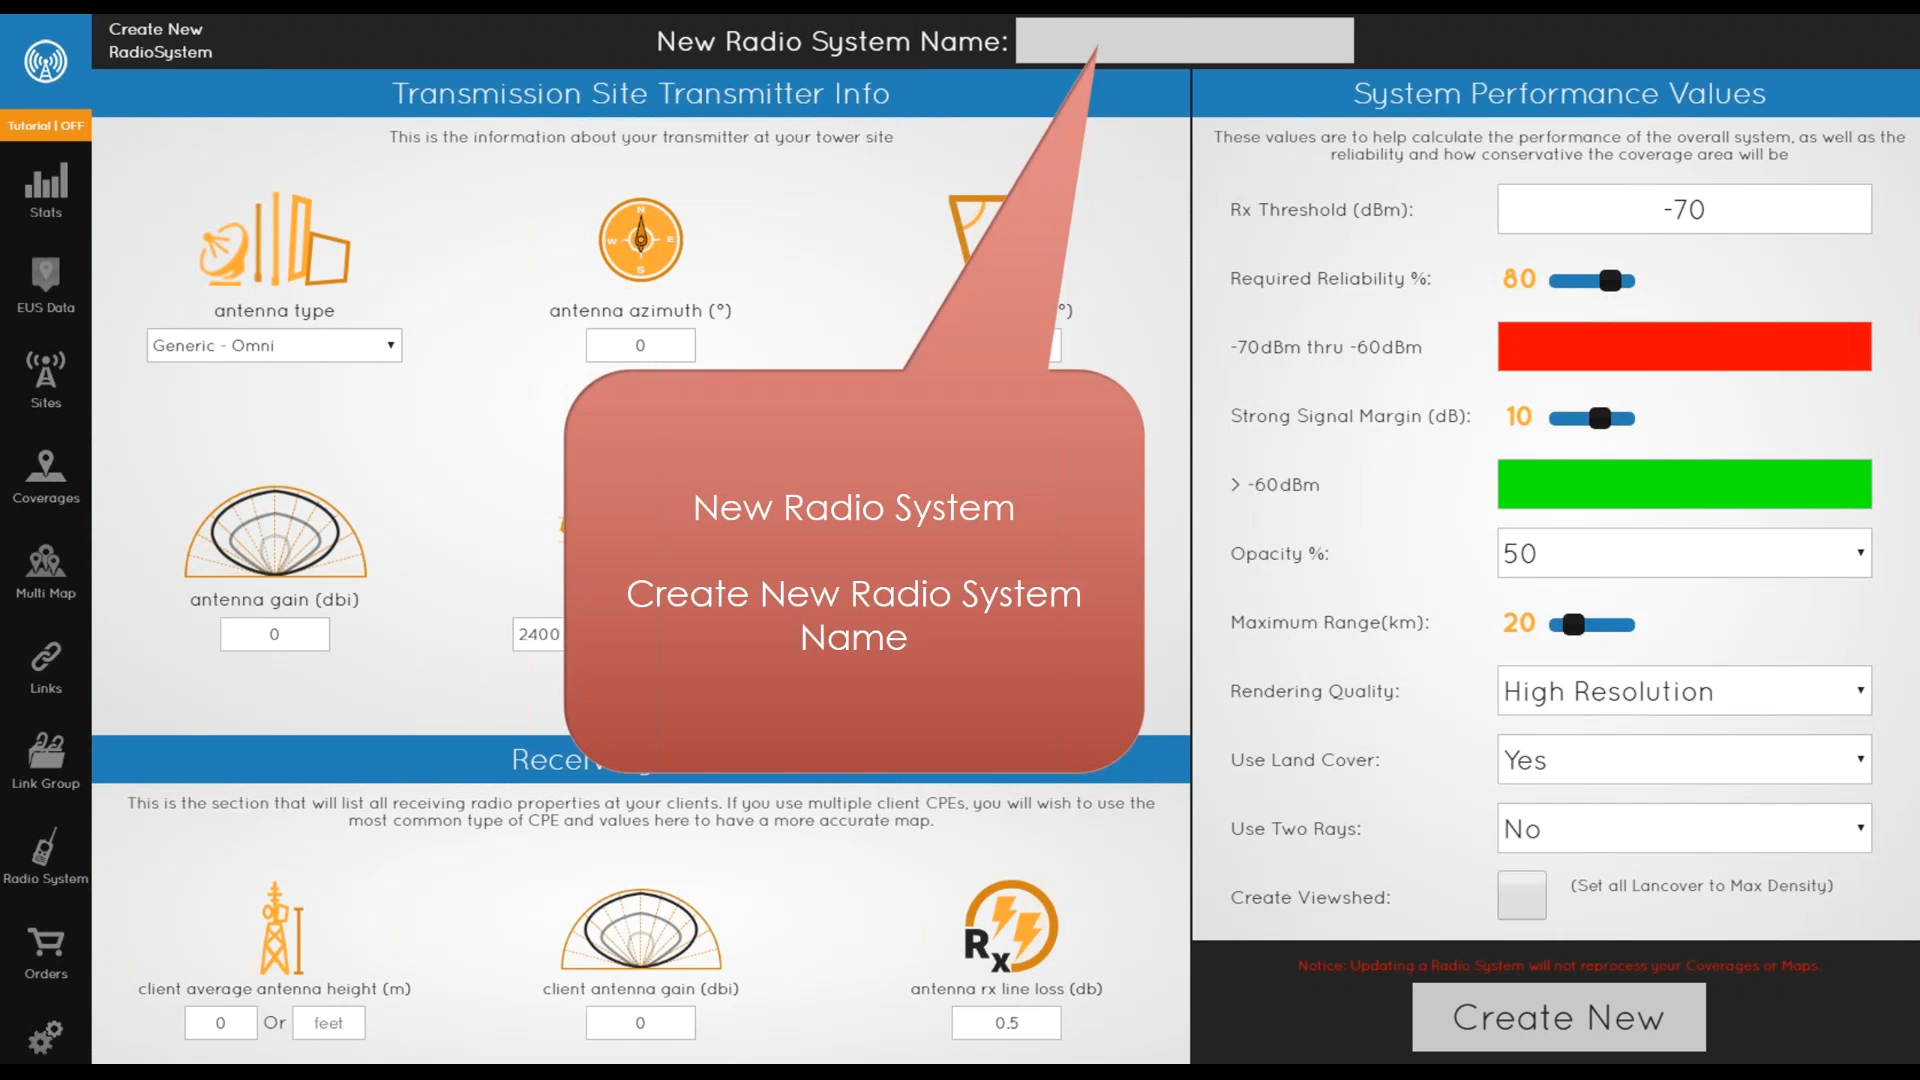 Create New
RadioSystem
New Radio System Name:
Tutorial | OFF
Stats
EUS Data
Sites
Coverages
Multi Map
Links
Link Group
Radio System
Orders
Transmission Site Transmitter Info
This is the information about your transmitter at your tower site
N
W E
S
antenna type
antenna azimuth (°)
°)
Generic - Omni
0
antenna gain (dbi)
0
2400
New Radio System
Create New Radio System
Name
This is the section that will list all receiving radio properties at your clients. If you use multiple client CPEs, you will wish to use the
most common type of CPE and values here to have a more accurate map.
Rx
client average antenna height (m)
client antenna gain (dbi)
antenna rx line loss (db)
0 Or feet
0
0.5
System Performance Values
These values are to help calculate the performance of the overall system, as well as the
reliability and how conservative the coverage area will be
Rx Threshold (dBm): -70
Required Reliability %: 80
-70dBm thru -60dBm
Strong Signal Margin (dB): 10
> -60dBm
Opacity %: 50
Maximum Range(km): 20
Rendering Quality: High Resolution
Use Land Cover: Yes
Use Two Rays: No
Create Viewshed: (Set all Lancover to Max Density)
Notice: Updating a Radio System will not reprocess your Coverages or Maps.
Create New